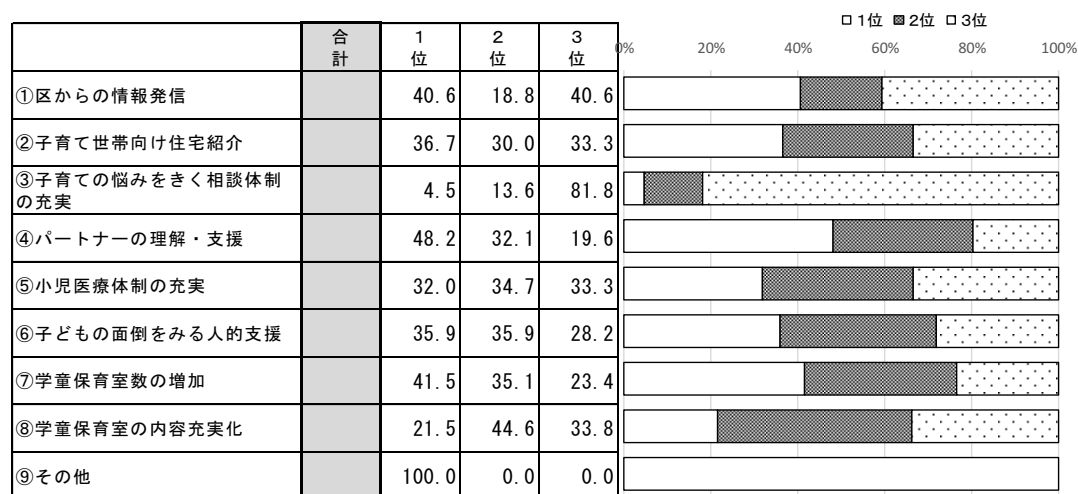 □1位 ▩2位 □3位
合計 1位 2位 3位
0% 20% 40% 60% 80% 100%
①区からの情報発信 40.6 18.8 40.6
②子育て世帯向け住宅紹介 36.7 30.0 33.3
③子育ての悩みをきく相談体制
の充実 4.5 13.6 81.8
④パートナーの理解・支援 48.2 32.1 19.6
⑤小児医療体制の充実 32.0 34.7 33.3
⑥子どもの面倒をみる人的支援 35.9 35.9 28.2
⑦学童保育室数の増加 41.5 35.1 23.4
⑧学童保育室の内容充実化 21.5 44.6 33.8
⑨その他 100.0 0.0 0.0